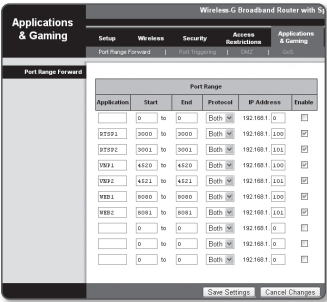 Wireless-G Broadband Router with Sp
Applications
& Gaming
Setup Wireless Security Access Restrictions Applications & Gaming
Port Range Forward | Port Triggering | DMZ | QoS
Port Range Forward
Port Range
Application Start End Protocol IP Address Enable
0 to 0 Both 192.168.1. 0
RTSP1 3000 to 3000 Both 192.168.1. 100
RTSP2 3001 to 3001 Both 192.168.1. 101
VNP1 4520 to 4520 Both 192.168.1. 100
VNP2 4521 to 4521 Both 192.168.1. 101
WEB1 8080 to 8080 Both 192.168.1. 100
WEB2 8081 to 8081 Both 192.168.1. 101
0 to 0 Both 192.168.1. 0
0 to 0 Both 192.168.1. 0
0 to 0 Both 192.168.1. 0
Save Settings Cancel Changes